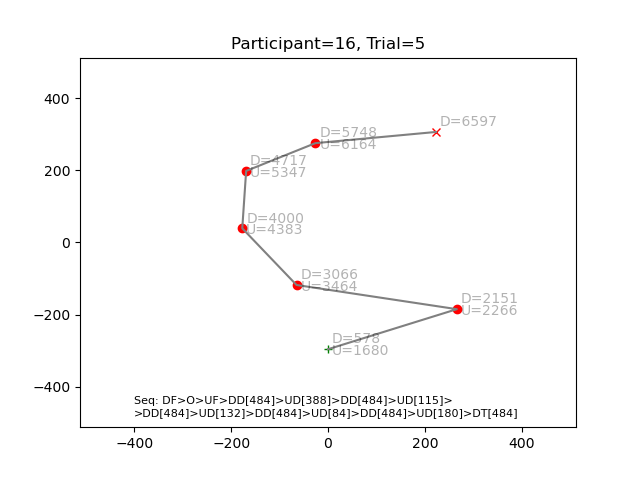 Participant=16, Trial=5
400
200
0
−200
−400
−400
−200
0
200
400
D=6597
D=5748
U=6164
D=4717
U=5347
D=4000
U=4383
D=3066
U=3464
D=2151
U=2266
D=578
U=1680
Seq: DF>O>UF>DD[484]>UD[388]>DD[484]>UD[115]>
>DD[484]>UD[132]>DD[484]>UD[84]>DD[484]>UD[180]>DT[484]